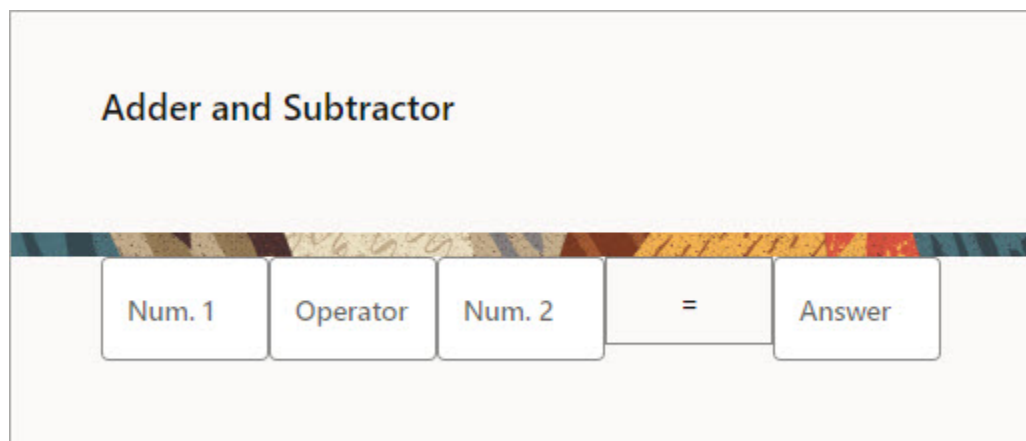 Adder and Subtractor
Num. 1 Operator Num. 2 = Answer